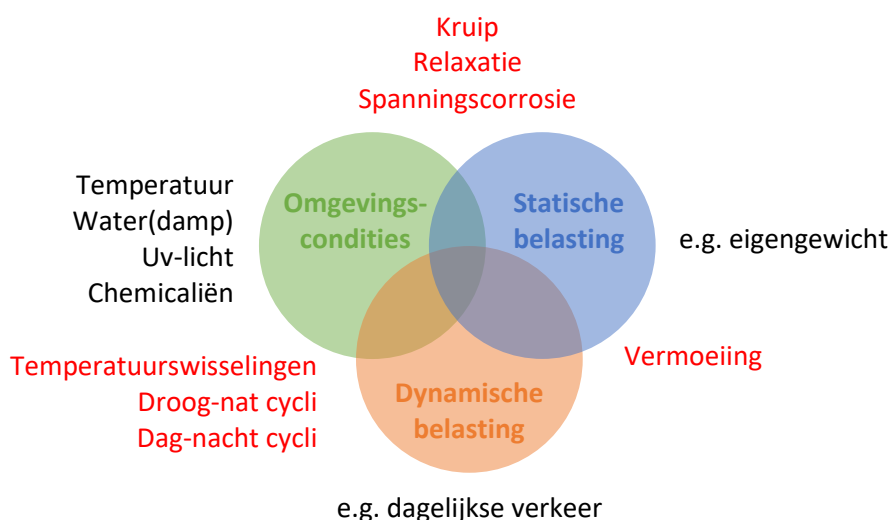 Kruip
Relaxatie
Spanningscorrosie
Temperatuur
Water(damp)
Uv-licht
Chemicaliën
Omgevings-
condities
Statische
belasting
e.g. eigengewicht
Temperatuurswisselingen
Droog-nat cycli
Dag-nacht cycli
Dynamische
belasting
Vermoeiing
e.g. dagelijkse verkeer